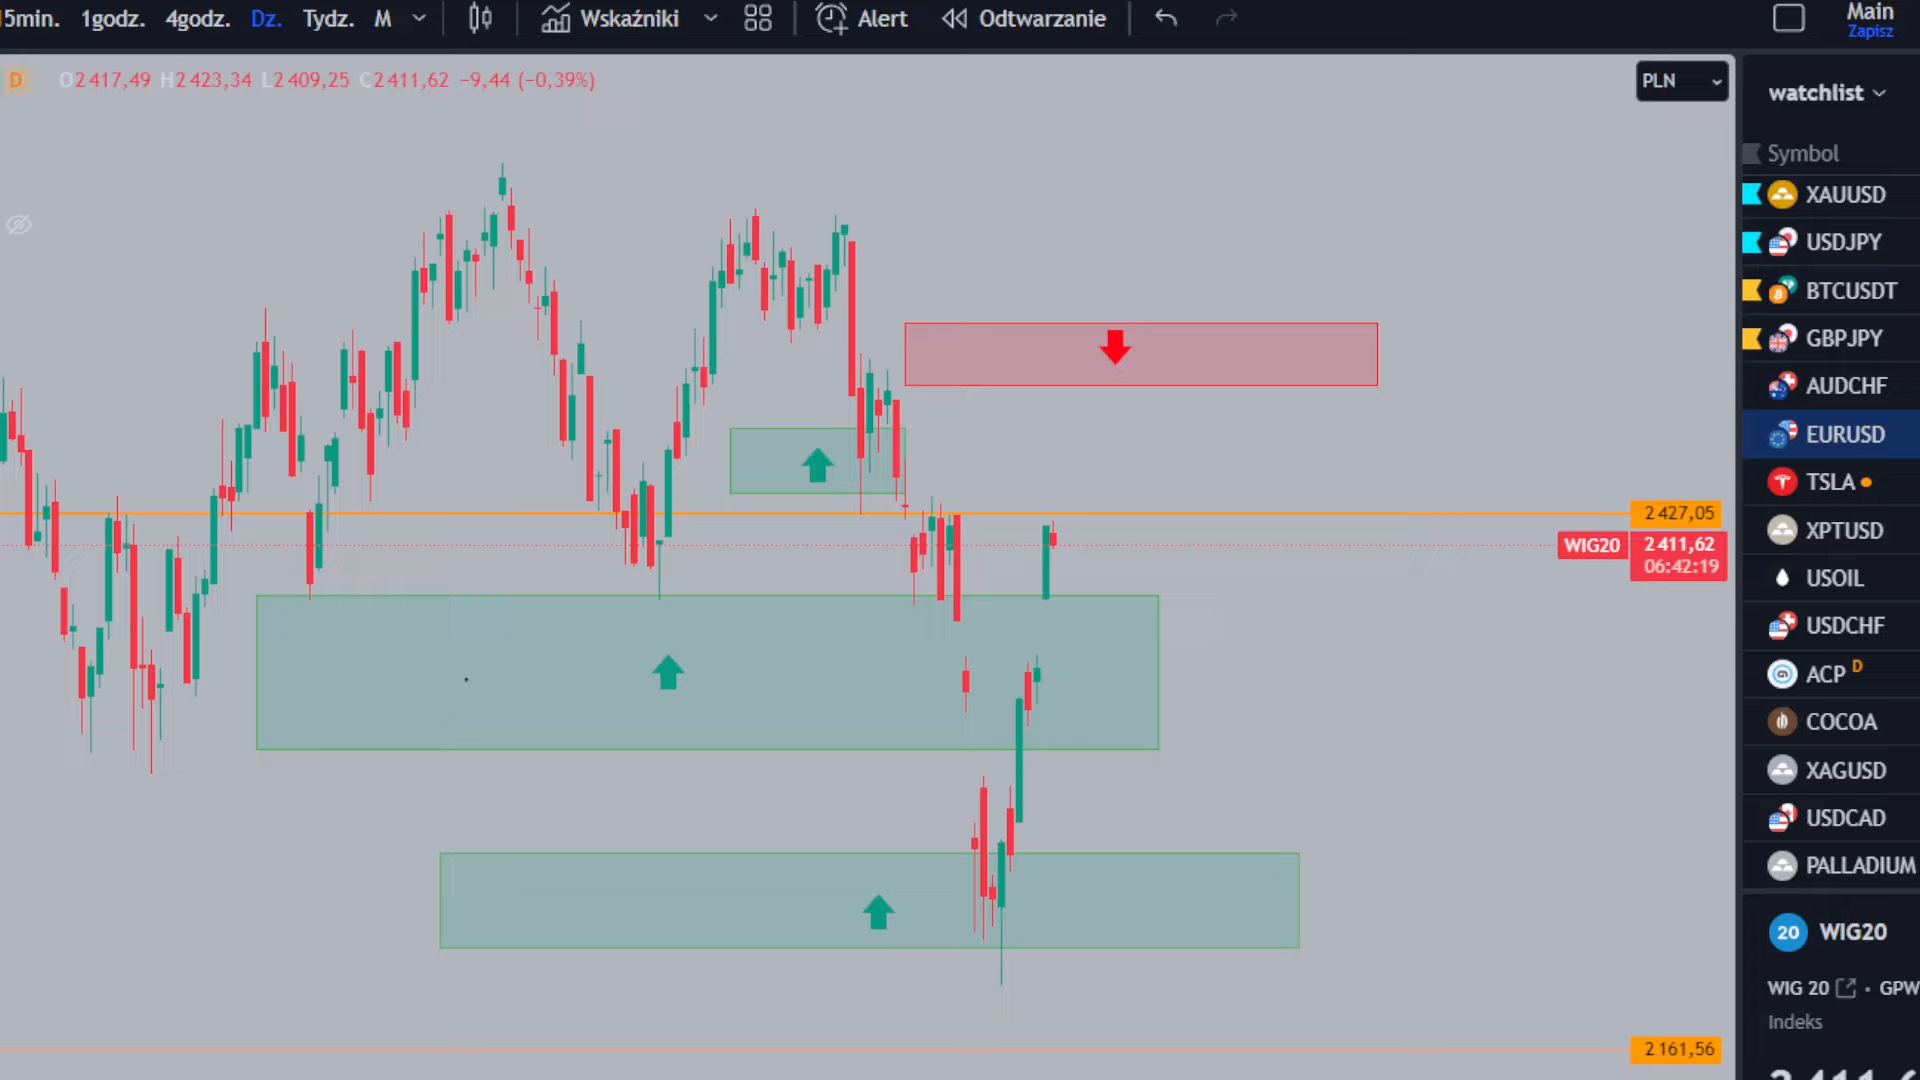 15min. 1godz. 4godz. Dz. Tydz. M Wskaźniki Alert Odtwarzanie Main
Zapisz
D O2 417,49 H2 423,34 L2 409,25 C2 411,62 −9,44 (−0,39%)
PLN
watchlist
Symbol
XAUUSD
USDJPY
BTCUSDT
GBPJPY
AUDCHF
EURUSD
TSLA
2 427,05
XPTUSD
WIG20 2 411,62
06:42:19
USOIL
USDCHF
ACP D
COCOA
XAGUSD
USDCAD
PALLADIUM
20 WIG20
WIG 20 • GPW
Indeks
2 161,56